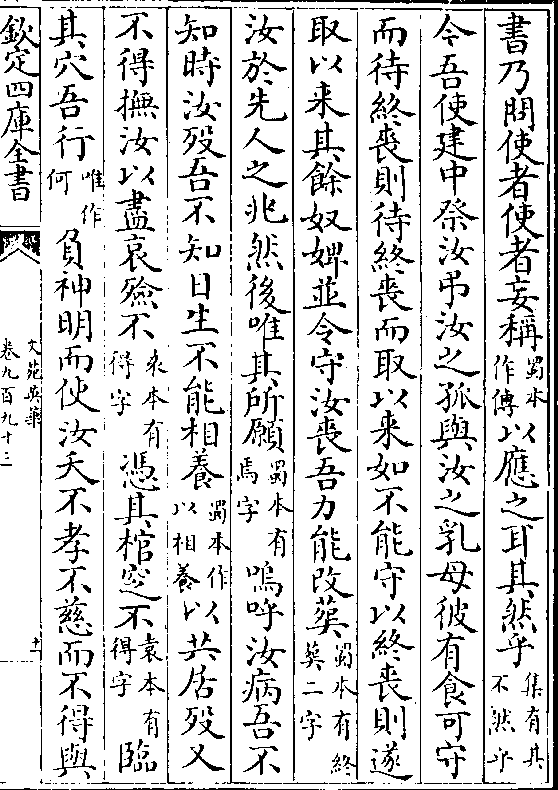 書乃問使者使者妄稱蜀本作傳以應之耳其然乎集有其不然乎
今吾使建中祭汝弔汝之孤與汝之乳母彼有食可守
而待終喪則待終喪而取以来如不能守以終喪則遂
取以来其餘奴婢並令守汝喪吾力能改葬蜀本有終葬二字
汝於先人之兆然後唯其所願蜀本有焉字嗚呼汝病吾不
知時汝歿吾不知日生不能相養蜀本作以相養以共居歿又
不得撫汝以盡哀殮不袁本有得字憑其棺窆不袁本有得字臨
其穴吾行唯作何負神明而使汝夭不孝不慈而不得與
欽定四庫全書
文苑英華
卷九百九十三
十